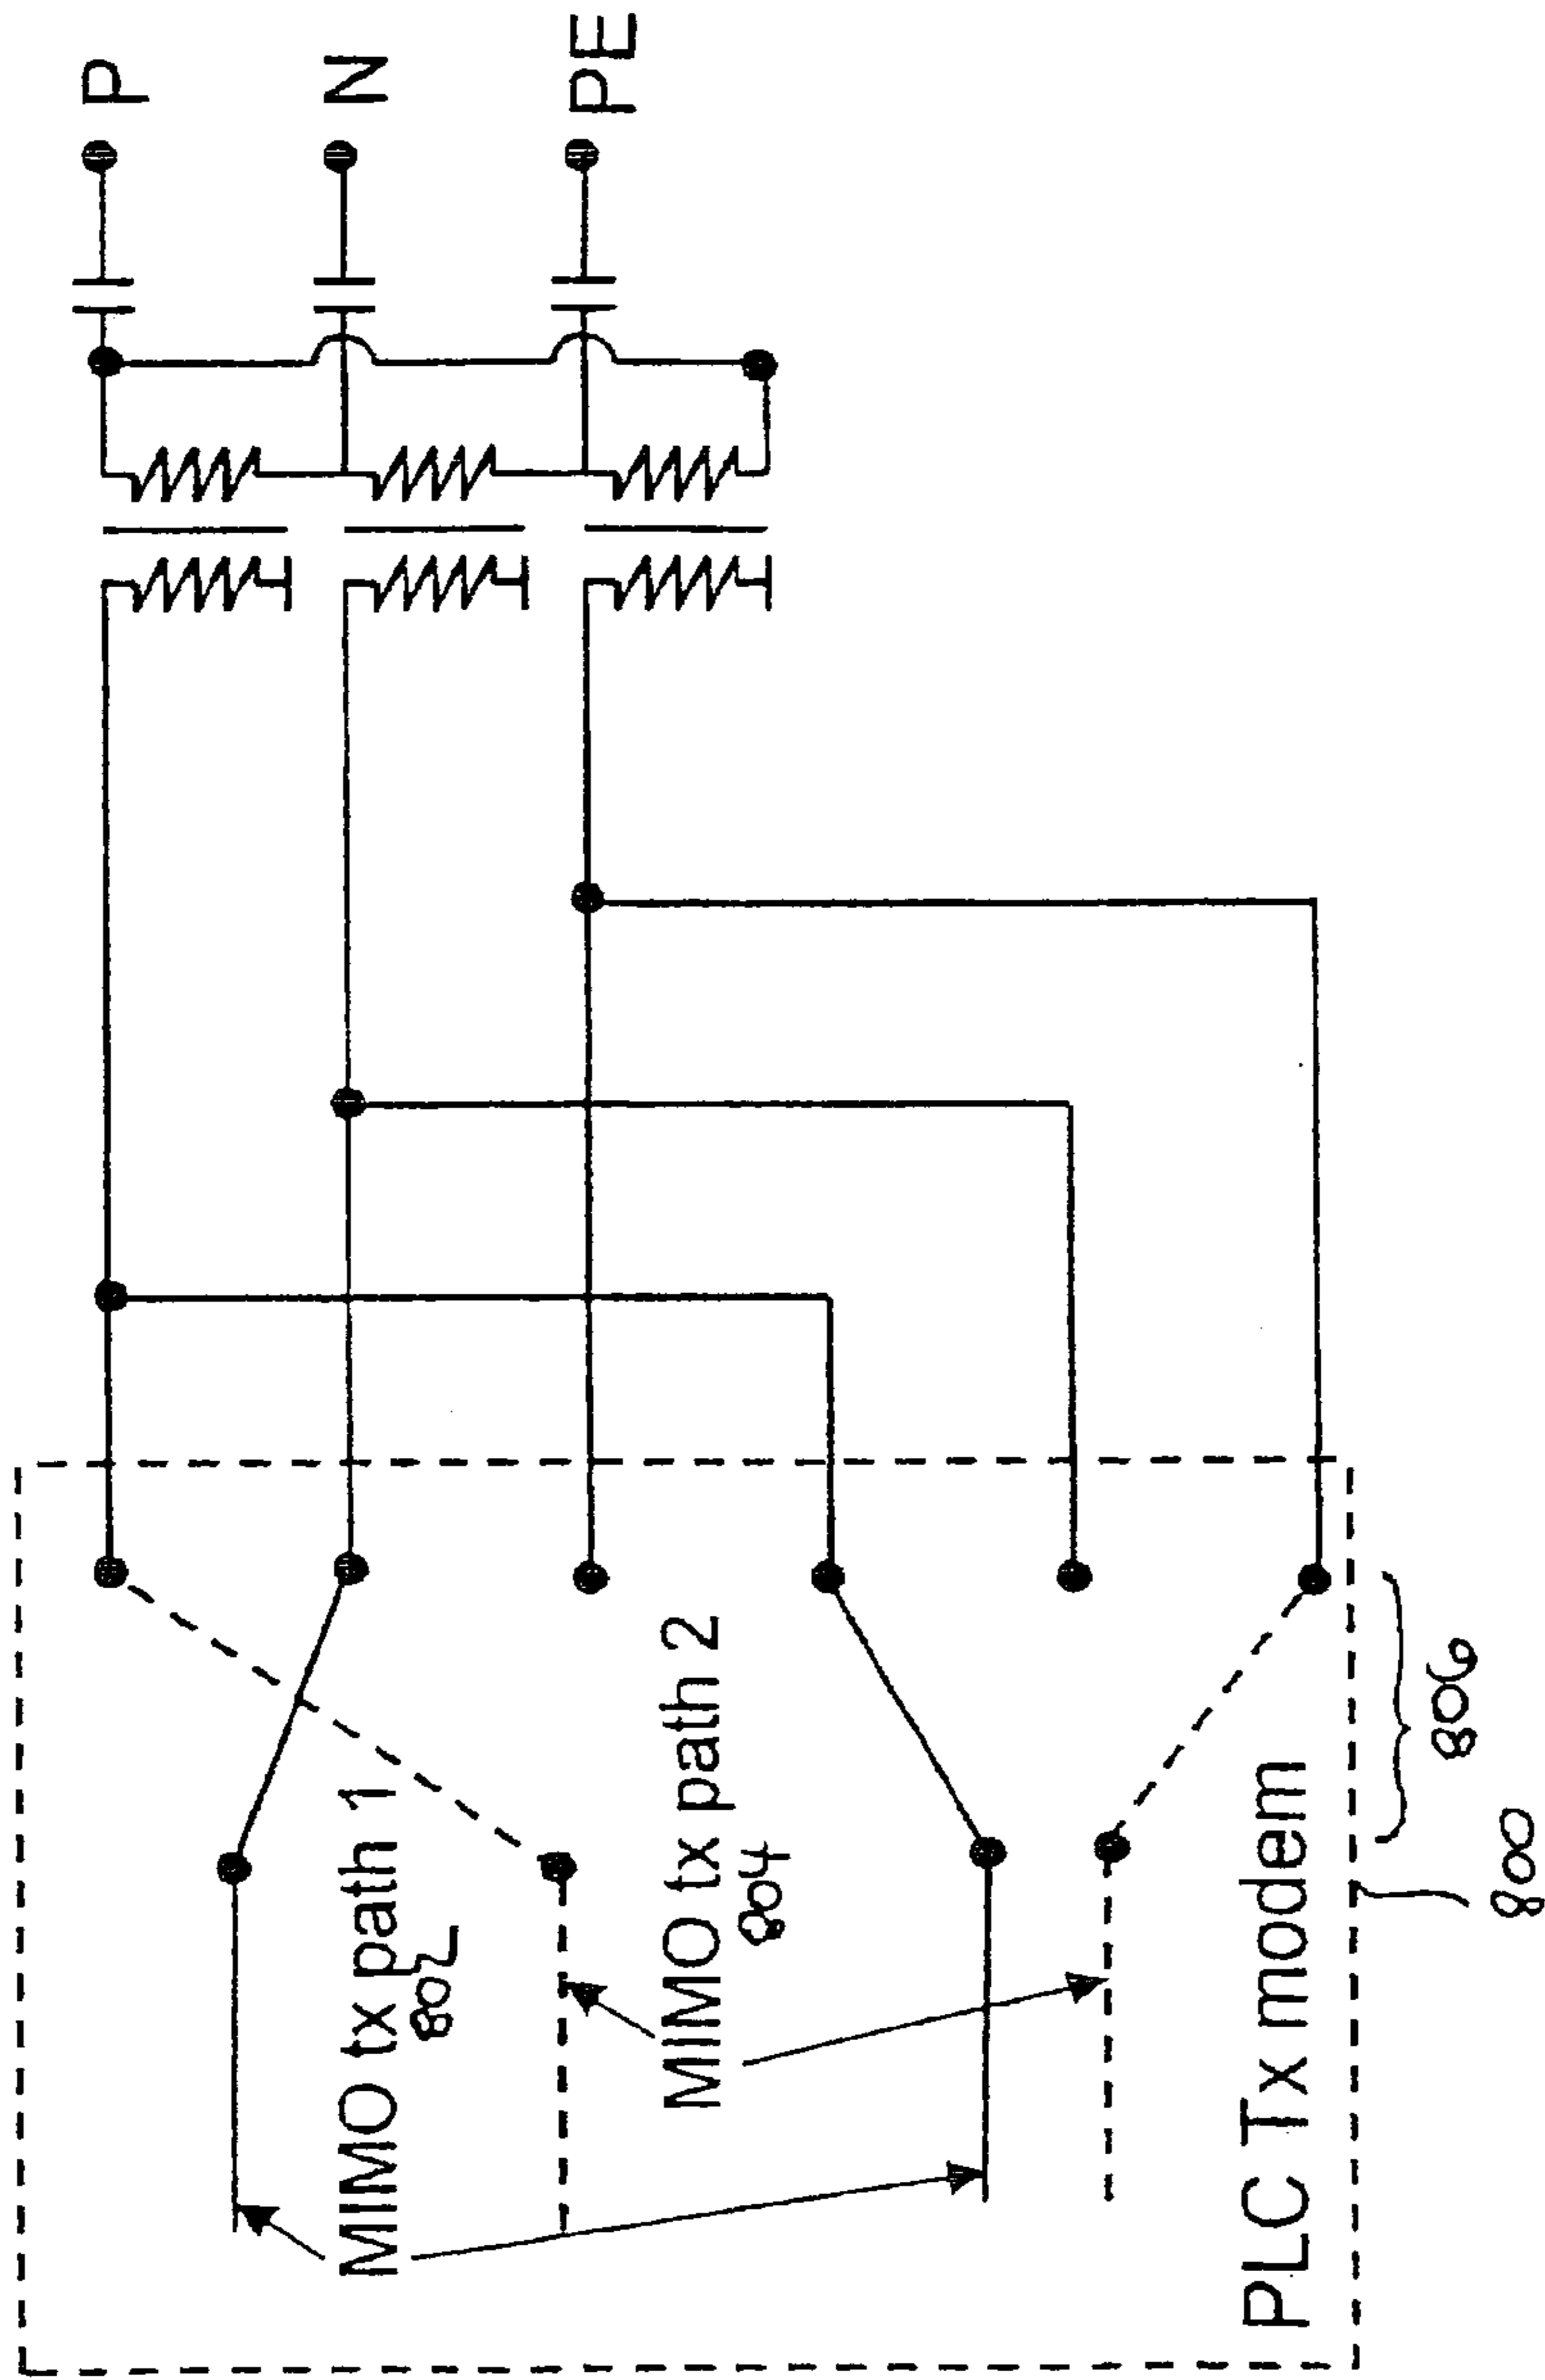 P
N
PE
MIMO tx path 1
802
MIMO tx path 2
804
PLC Tx modem
806
800